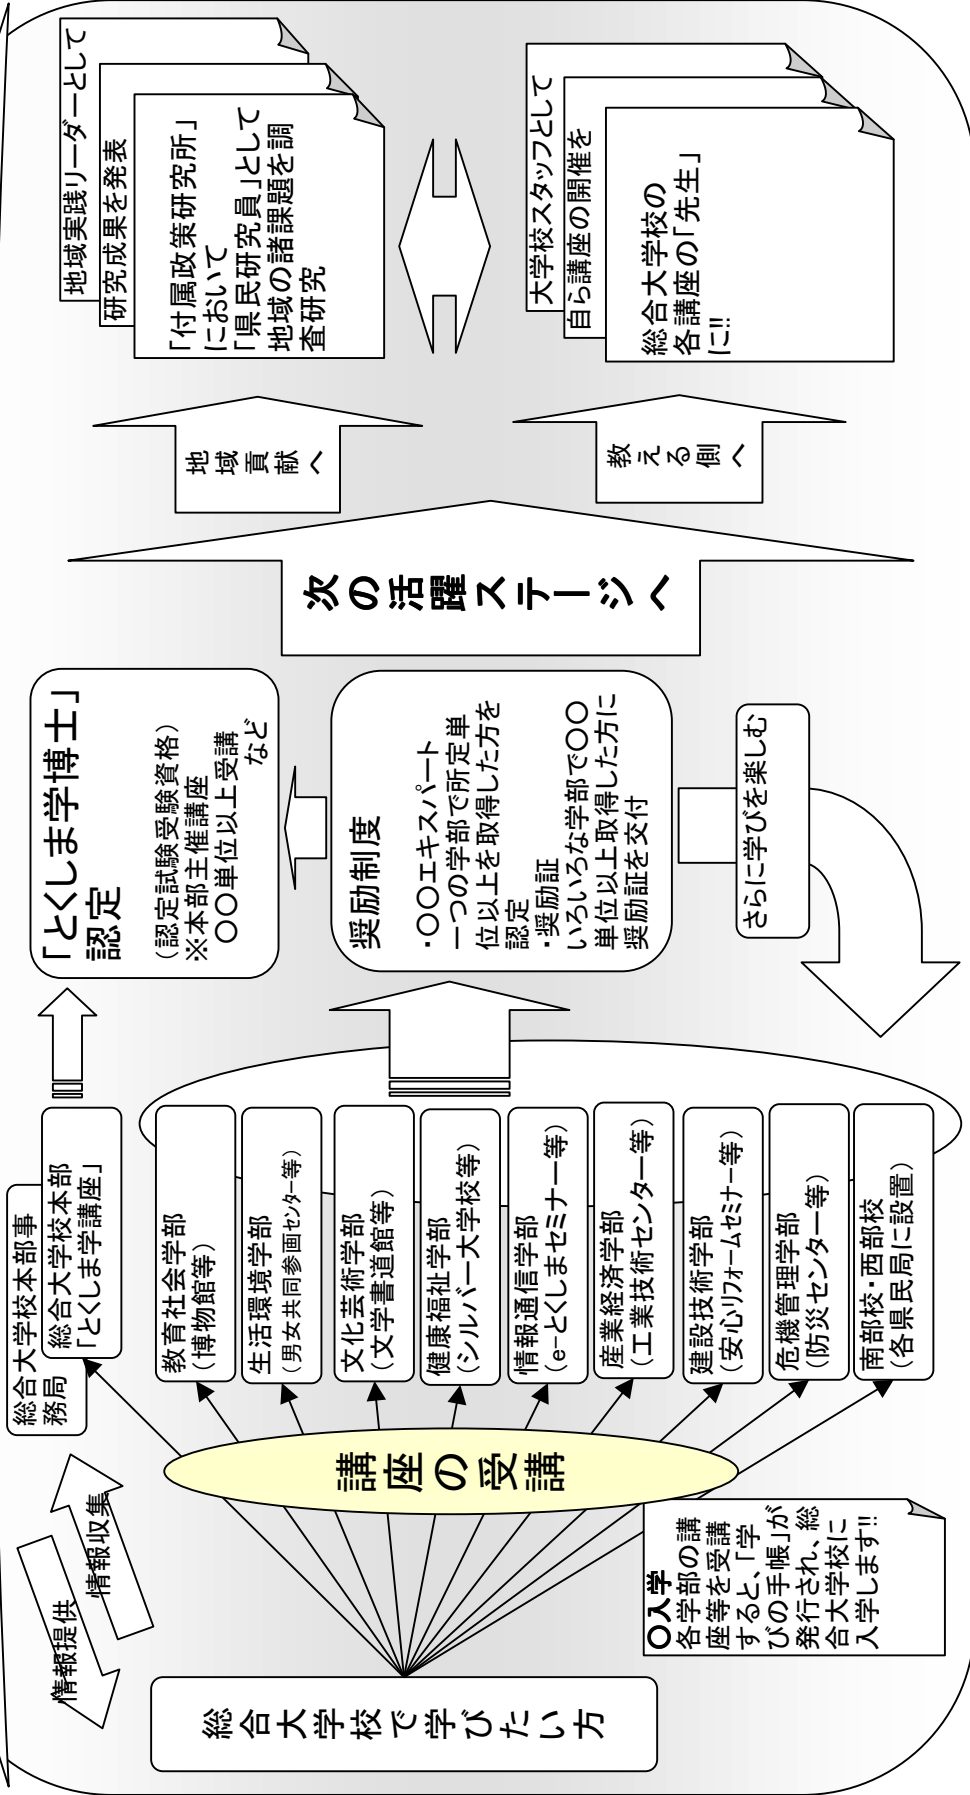 総合大学校で学びたい方
情報提供
情報収集
〇入学
各学部の講
座等を受講
すると、「学
びの手帳」が
発行され、総
合大学校に
入学します!!
講座の受講
総合大学校本部事
務局
総合大学校本部
「とくしま学講座」
教育社会学部
（博物館等）
生活環境学部
（男女共同参画センター等）
文化芸術学部
（文学書道館等）
健康福祉学部
（シルバー大学校等）
情報通信学部
（e-とくしまセミナー等）
産業経済学部
（工業技術センター等）
建設技術学部
（安心リフォームセミナー等）
危機管理学部
（防災センター等）
南部校・西部校
（各県民局に設置）
「とくしま学博士」
認定
（認定試験受験資格）
※本部主催講座
〇〇単位以上受講
など
奨励制度
・〇〇エキスパート
一つの学部で所定単
位以上を取得した方を
認定
・奨励証
いろいろな学部で〇〇
単位以上取得した方に
奨励証を交付
さらに学びを楽しむ
次の活躍ステージへ
地域貢献へ
教える側へ
地域実践リーダーとして
研究成果を発表
「付属政策研究所」
において
「県民研究員」として
地域の諸課題を調
査研究
大学校スタッフとして
自ら講座の開催を
総合大学校の
各講座の「先生」
に!!